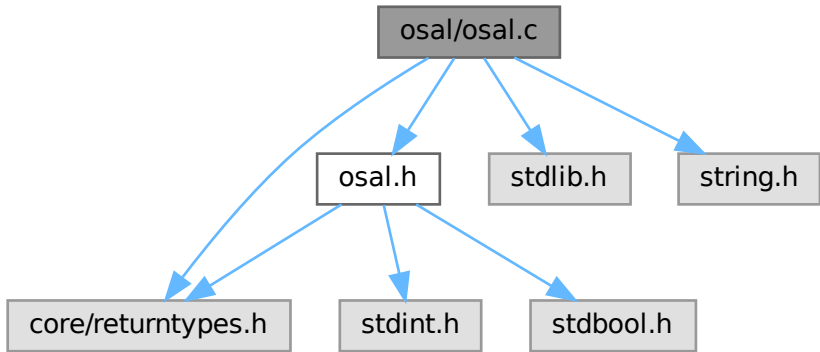 osal/osal.c
osal.h
stdlib.h
string.h
core/returntypes.h
stdint.h
stdbool.h